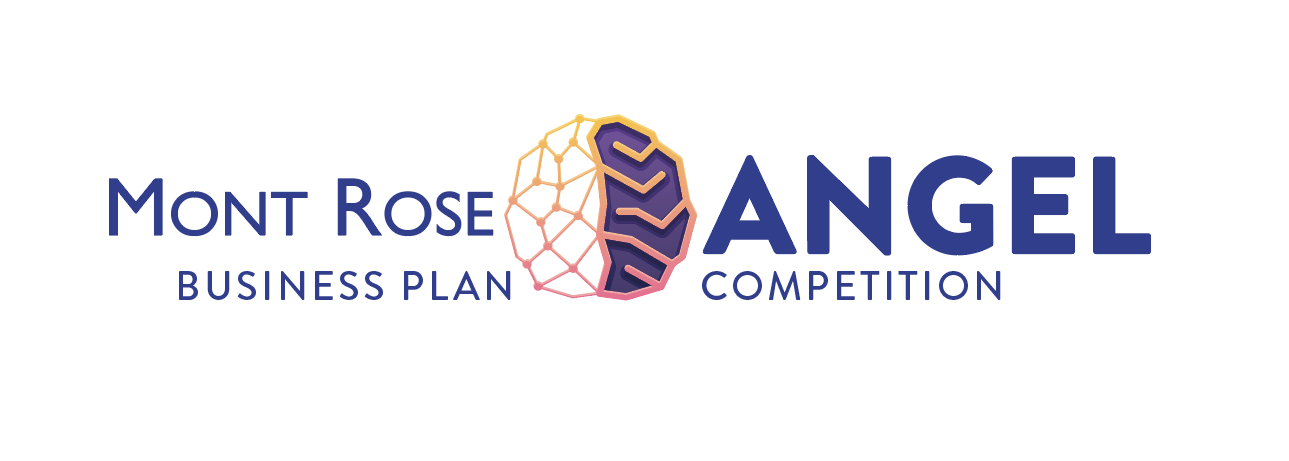 MONT ROSE ANGEL
BUSINESS PLAN COMPETITION